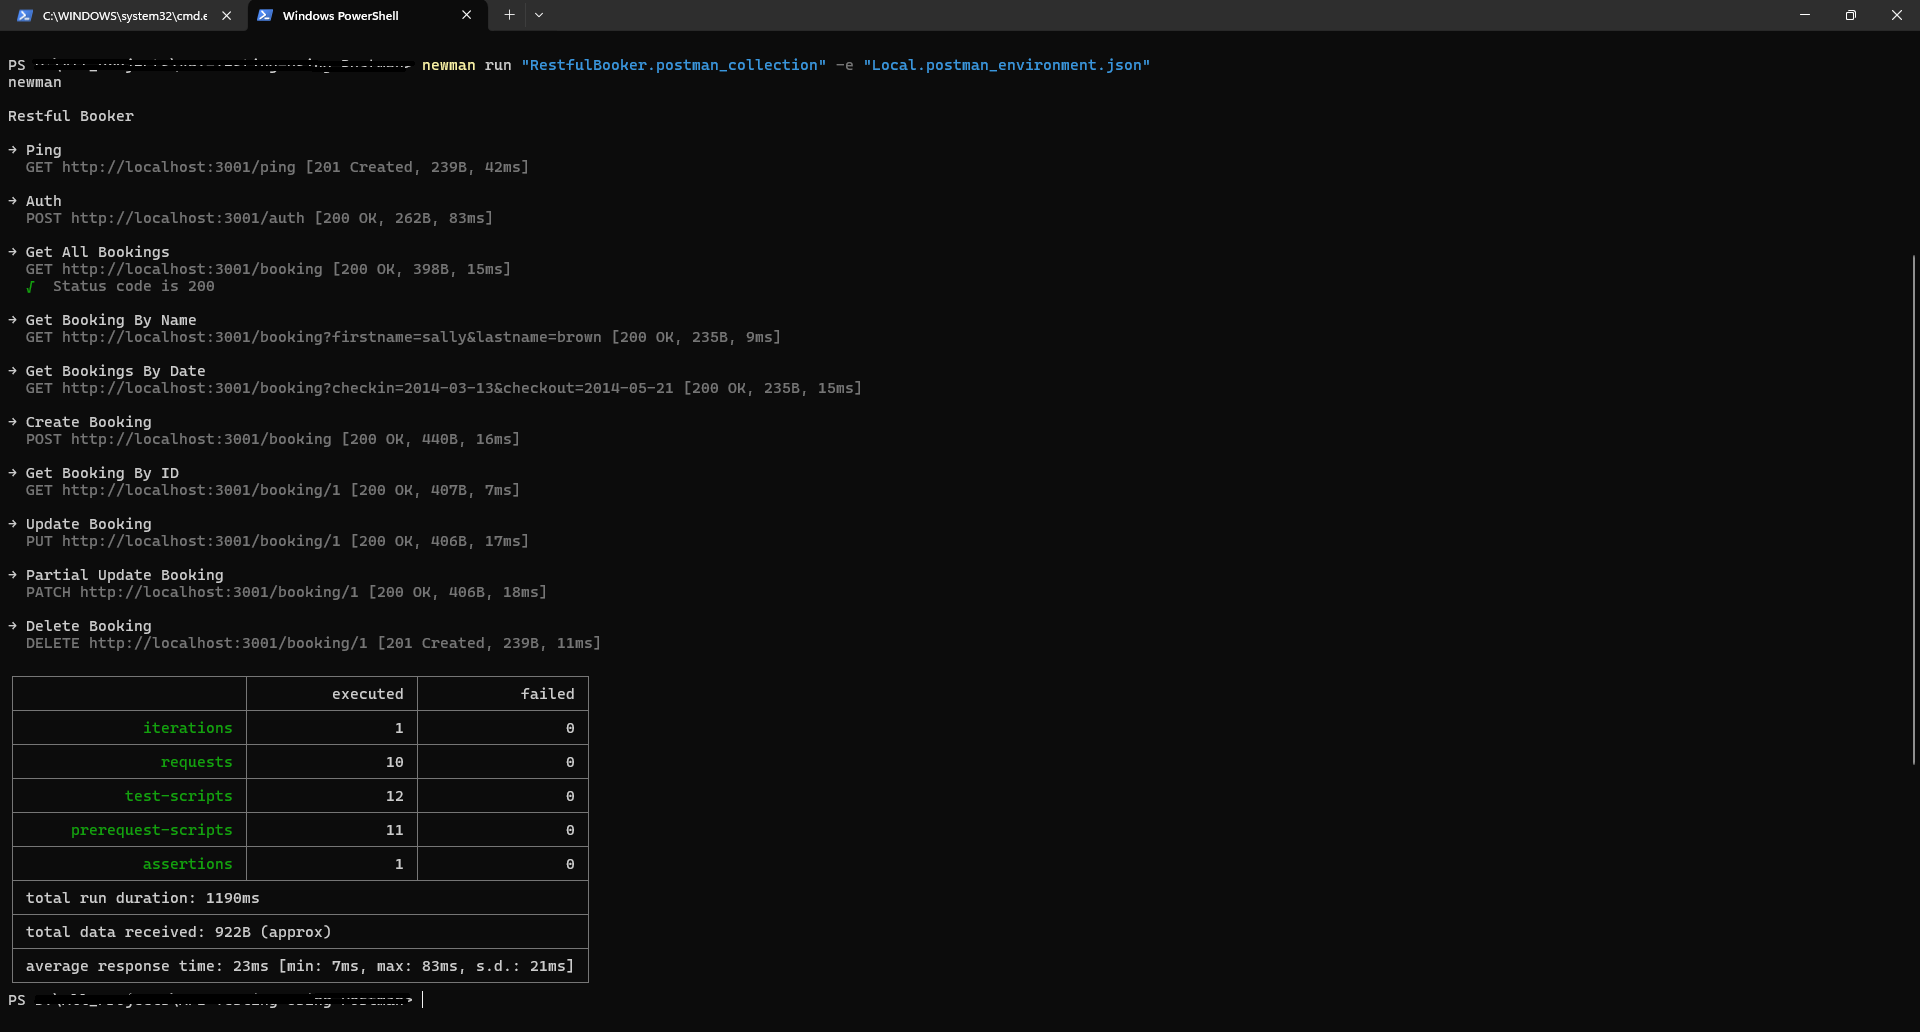 C:\WINDOWS\system32\cmd.e
Windows PowerShell
PS newman run "RestfulBooker.postman_collection" -e "Local.postman_environment.json"
newman
Restful Booker
→ Ping
GET http://localhost:3001/ping [201 Created, 239B, 42ms]
→ Auth
POST http://localhost:3001/auth [200 OK, 262B, 83ms]
→ Get All Bookings
GET http://localhost:3001/booking [200 OK, 398B, 15ms]
√ Status code is 200
→ Get Booking By Name
GET http://localhost:3001/booking?firstname=sally&lastname=brown [200 OK, 235B, 9ms]
→ Get Bookings By Date
GET http://localhost:3001/booking?checkin=2014-03-13&checkout=2014-05-21 [200 OK, 235B, 15ms]
→ Create Booking
POST http://localhost:3001/booking [200 OK, 440B, 16ms]
→ Get Booking By ID
GET http://localhost:3001/booking/1 [200 OK, 407B, 7ms]
→ Update Booking
PUT http://localhost:3001/booking/1 [200 OK, 406B, 17ms]
→ Partial Update Booking
PATCH http://localhost:3001/booking/1 [200 OK, 406B, 18ms]
→ Delete Booking
DELETE http://localhost:3001/booking/1 [201 Created, 239B, 11ms]
executed failed
iterations 1 0
requests 10 0
test-scripts 12 0
prerequest-scripts 11 0
assertions 1 0
total run duration: 1190ms
total data received: 922B (approx)
average response time: 23ms [min: 7ms, max: 83ms, s.d.: 21ms]
PS